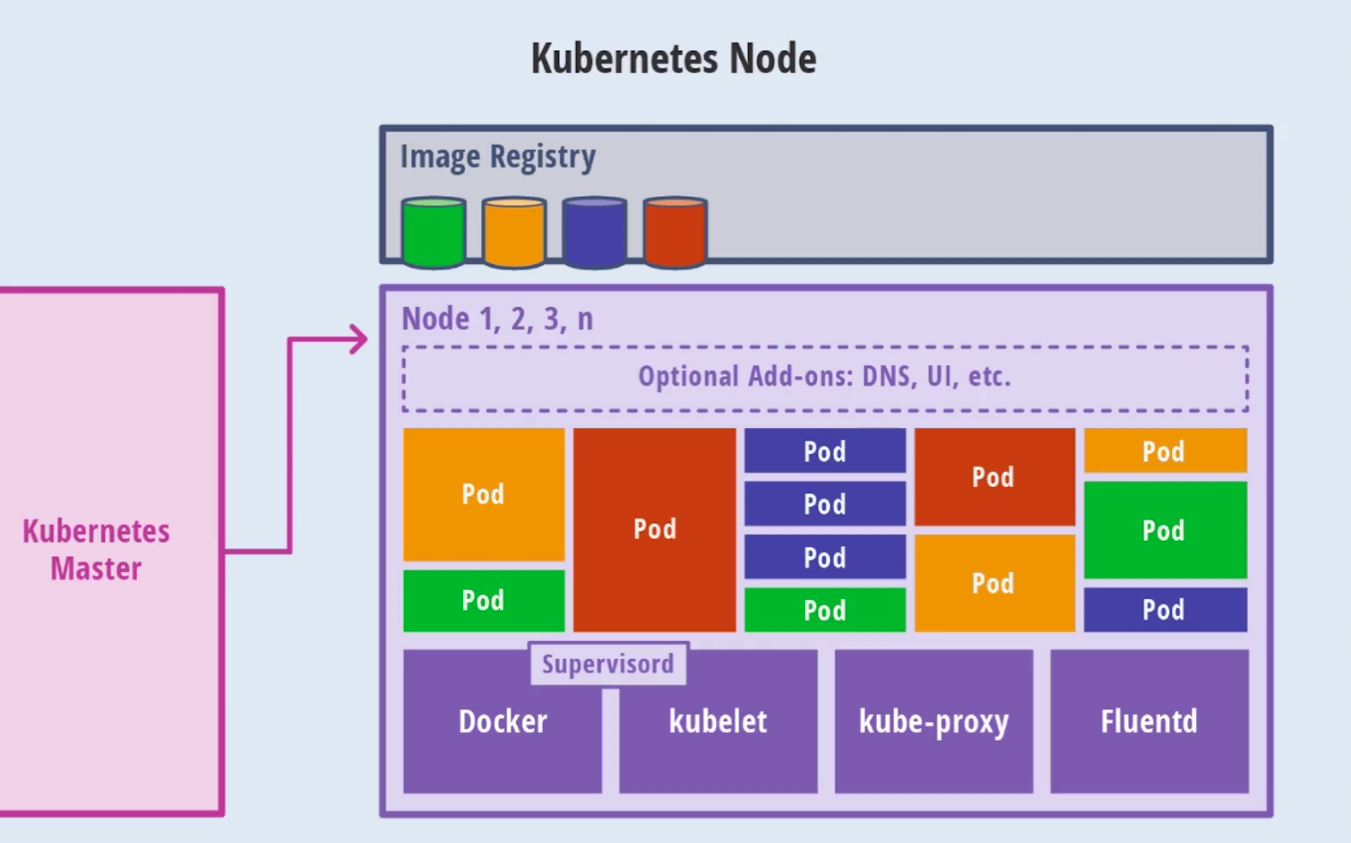 Kubernetes Node
Image Registry
Kubernetes
Master
Node 1, 2, 3, n
Optional Add-ons: DNS, UI, etc.
Pod
Pod
Pod
Pod
Pod
Pod
Pod
Pod
Pod
Pod
Pod
Pod
Supervisord
Docker
kubelet
kube-proxy
Fluentd